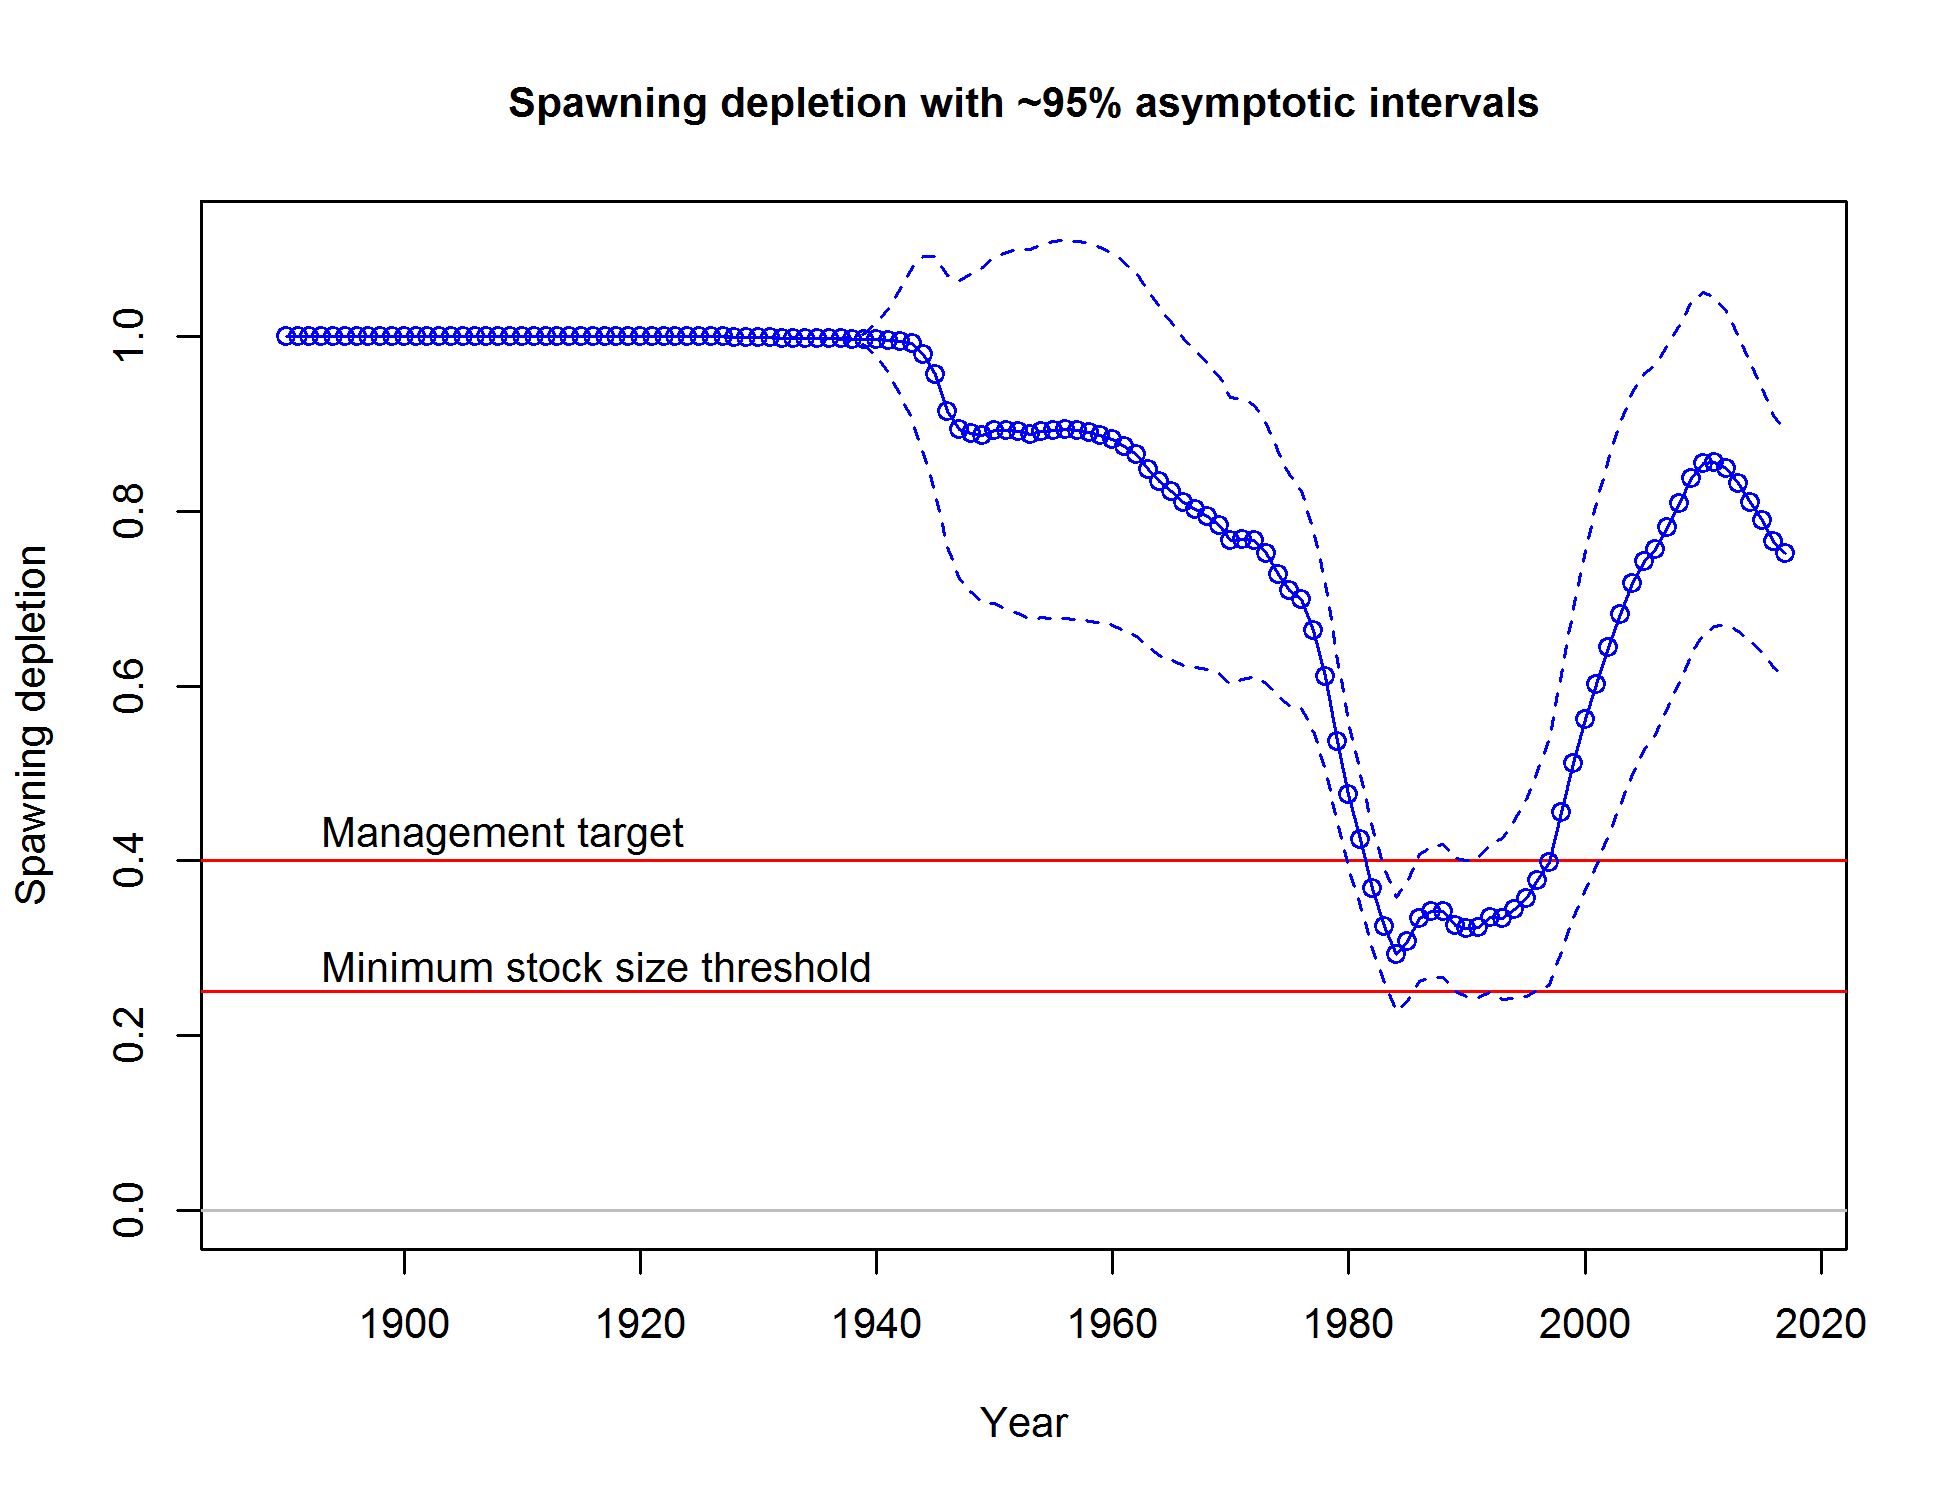 Spawning depletion with ~95% asymptotic intervals
Spawning depletion
1.0
0.8
0.6
0.4
0.2
0.0
Management target
Minimum stock size threshold
1900 1920 1940 1960 1980 2000 2020
Year